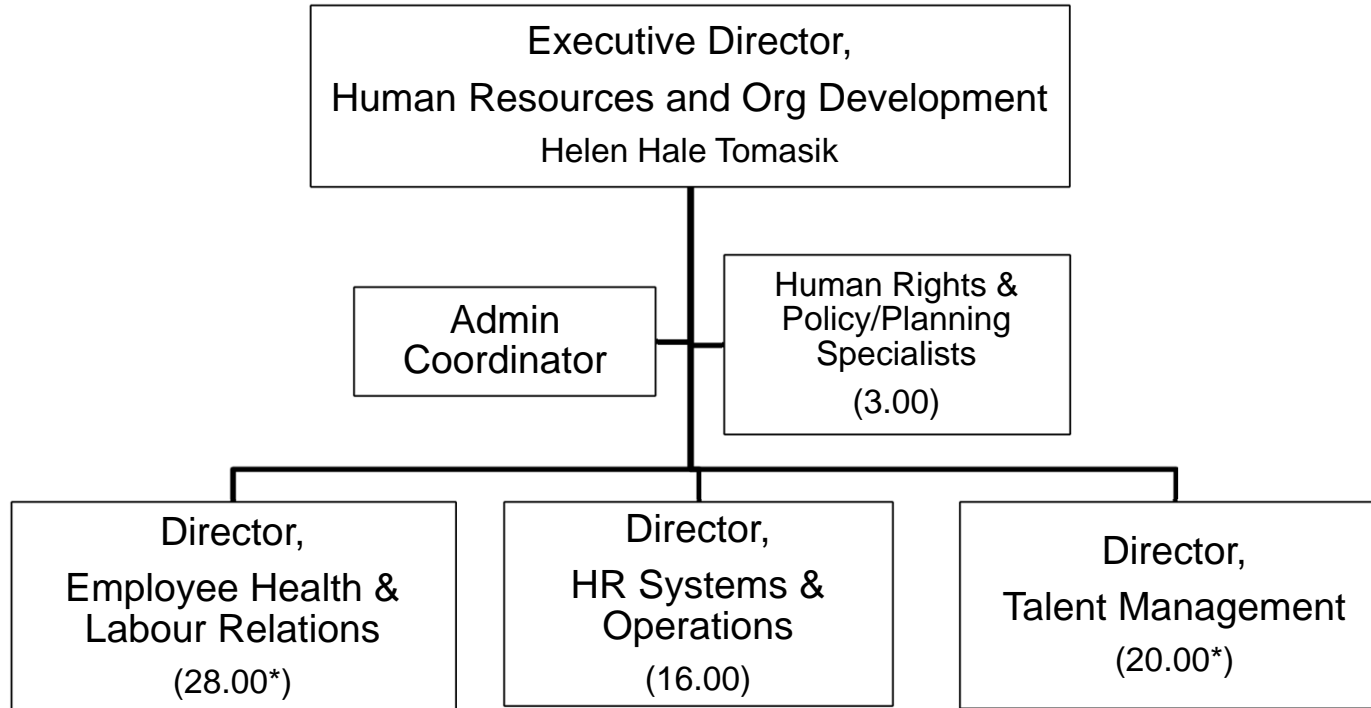 Executive Director,
Human Resources and Org Development
Helen Hale Tomasik
Admin
Coordinator
Human Rights &
Policy/Planning
Specialists
(3.00)
Director,
Employee Health &
Labour Relations
(28.00*)
Director,
HR Systems &
Operations
(16.00)
Director,
Talent Management
(20.00*)